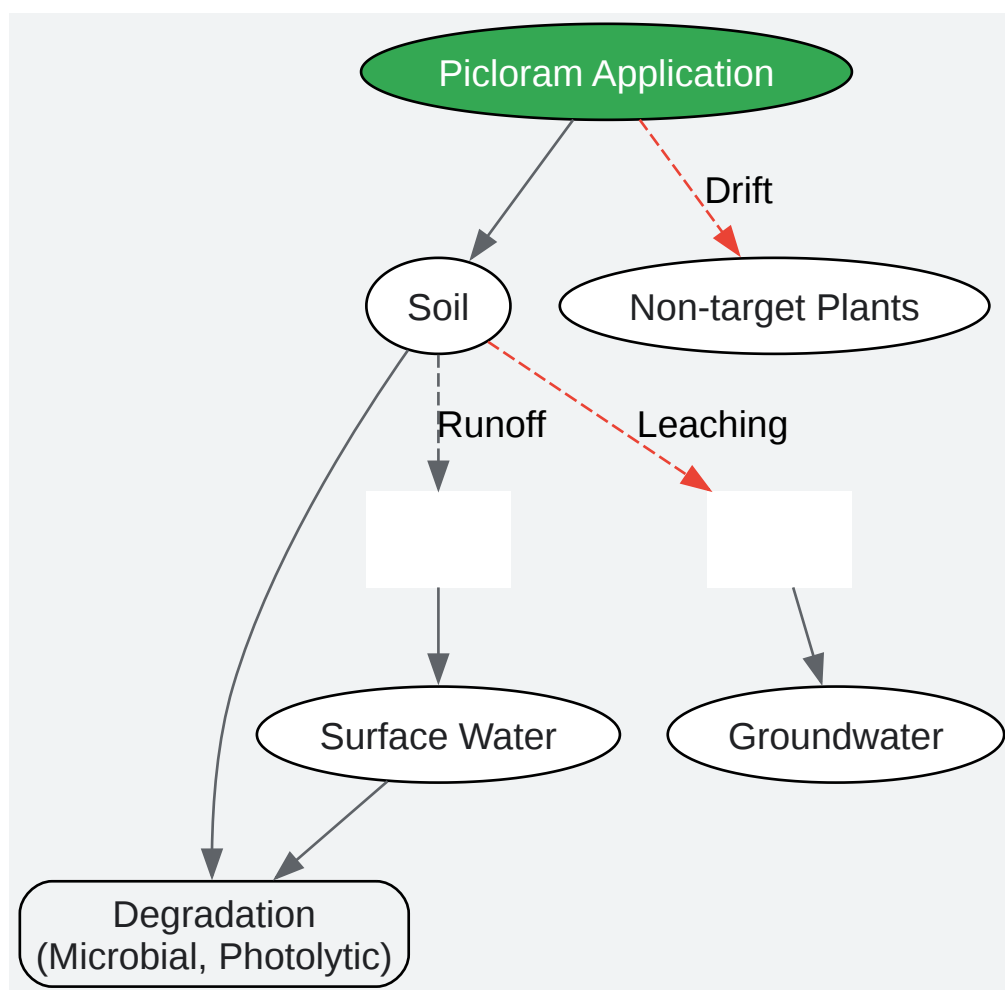 Picloram Application
Drift
Soil
Non-target Plants
Runoff
Leaching
Surface Water
Groundwater
Degradation
(Microbial, Photolytic)